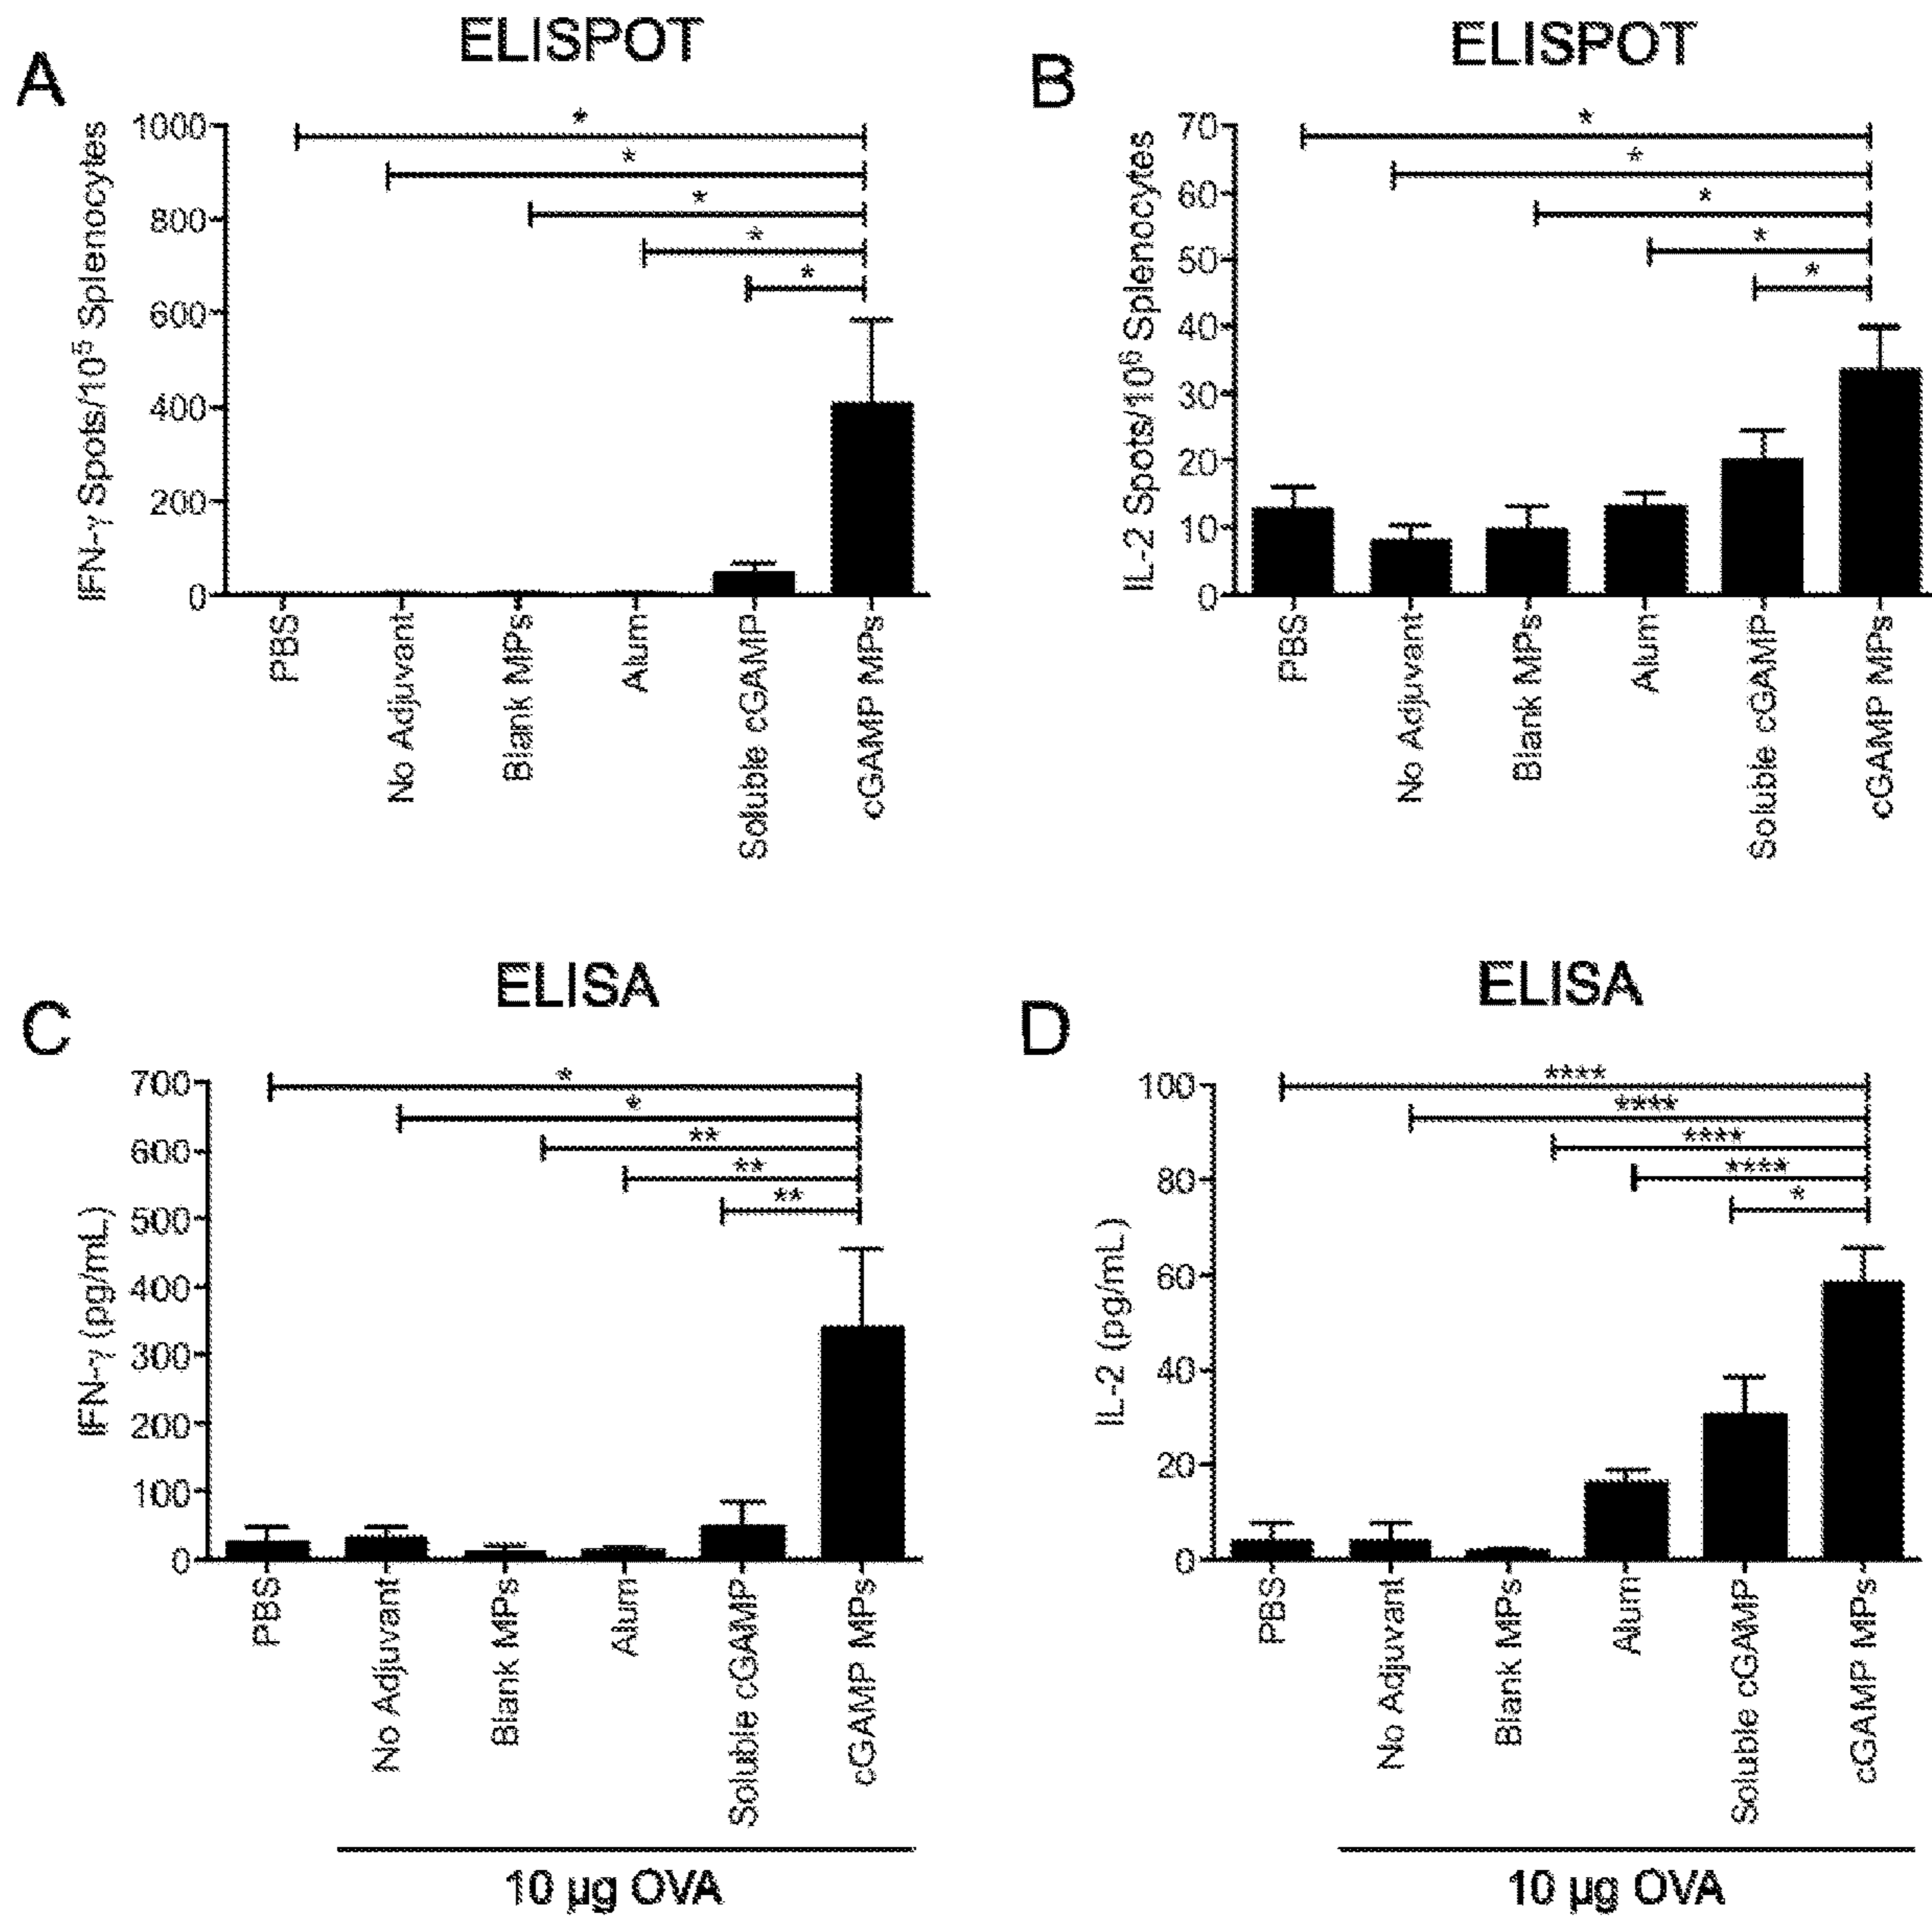 A
ELISPOT
IFN-γ Spots/10⁶ Splenocytes
1000
800
600
400
200
0
*
*
*
*
*
PBS
No Adjuvant
Blank MPs
Alum
Soluble cGAMP
cGAMP MPs
B
ELISPOT
IL-2 Spots/10⁶ Splenocytes
70
60
50
40
30
20
10
0
*
*
*
*
*
PBS
No Adjuvant
Blank MPs
Alum
Soluble cGAMP
cGAMP MPs
C
ELISA
IFN-γ (pg/mL)
700
600
500
400
300
200
100
0
*
*
**
**
**
PBS
No Adjuvant
Blank MPs
Alum
Soluble cGAMP
cGAMP MPs
10 µg OVA
D
ELISA
IL-2 (pg/mL)
100
80
60
40
20
0
****
****
****
****
*
PBS
No Adjuvant
Blank MPs
Alum
Soluble cGAMP
cGAMP MPs
10 µg OVA